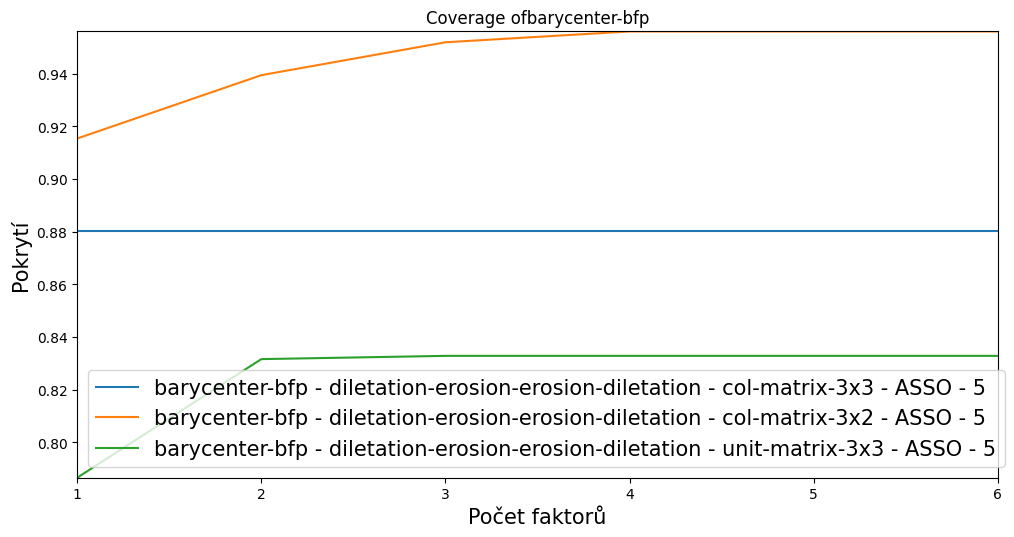 Coverage ofbarycenter-bfp
0.94
0.92
0.90
0.88
0.86
0.84
0.82
0.80
Pokrytí
barycenter-bfp - diletation-erosion-erosion-diletation - col-matrix-3x3 - ASSO - 5
barycenter-bfp - diletation-erosion-erosion-diletation - col-matrix-3x2 - ASSO - 5
barycenter-bfp - diletation-erosion-erosion-diletation - unit-matrix-3x3 - ASSO - 5
1 2 3 4 5 6
Počet faktorů